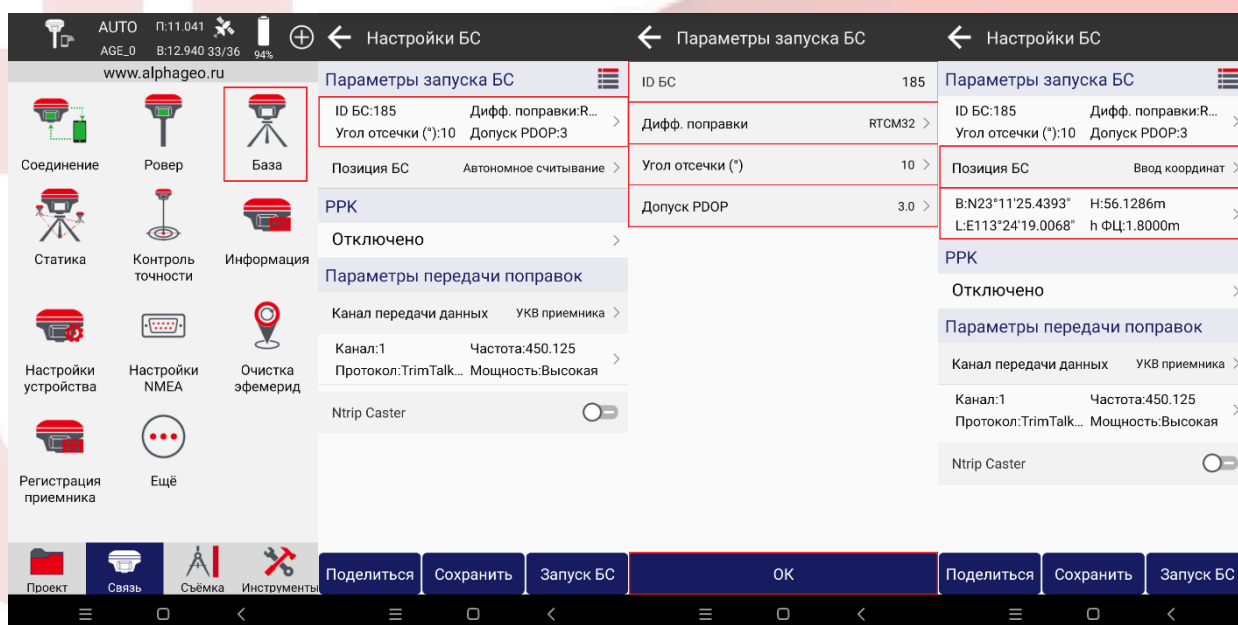 AUTO П:11.041
AGE_0 В:12.940 33/36 94%
www.alphageo.ru
Соединение Ровер База
Статика Контроль точности Информация
Настройки устройства Настройки NMEA Очистка эфемерид
Регистрация приемника Ещё
Проект Связь Съёмка Инструменты
Настройки БС
Параметры запуска БС
ID БС:185 Дифф. поправки:R...
Угол отсечки (°):10 Допуск PDOP:3
Позиция БС Автономное считывание
PPK
Отключено
Параметры передачи поправок
Канал передачи данных УКВ приемника
Канал:1 Частота:450.125
Протокол:TrimTalk... Мощность:Высокая
Ntrip Caster
Поделиться Сохранить Запуск БС
Параметры запуска БС
ID БС 185
Дифф. поправки RTCM32
Угол отсечки (°) 10
Допуск PDOP 3.0
OK
Настройки БС
Параметры запуска БС
ID БС:185 Дифф. поправки:R...
Угол отсечки (°):10 Допуск PDOP:3
Позиция БС Ввод координат
B:N23°11'25.4393" H:56.1286m
L:E113°24'19.0068" h ФЦ:1.8000m
PPK
Отключено
Параметры передачи поправок
Канал передачи данных УКВ приемника
Канал:1 Частота:450.125
Протокол:TrimTalk... Мощность:Высокая
Ntrip Caster
Поделиться Сохранить Запуск БС